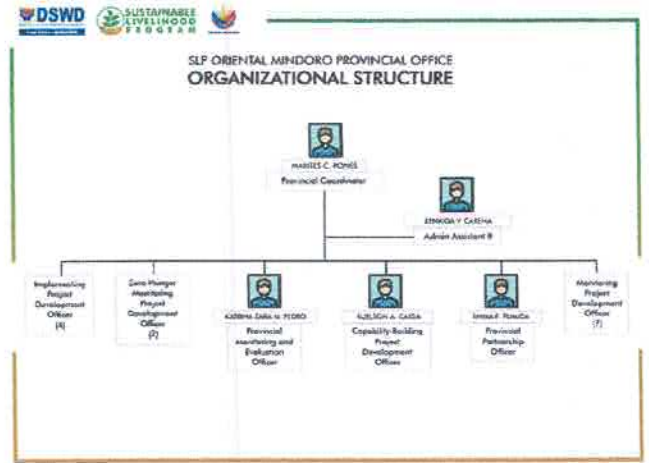 DSWD
SUSTAINABLE
LIVELIHOOD
PROGRAM
SLP ORIENTAL MINDORO PROVINCIAL OFFICE
ORGANIZATIONAL STRUCTURE
Provincial Coordinator
Admin Assistant II
Implementing
Project
Development
Officer
(4)
Zero Hunger
Monitoring
Project
Development
Officer
(2)
Provincial
Monitoring and
Evaluation
Officer
Capability-Building
Project
Development
Officer
Provincial
Partnership
Officer
Monitoring
Project
Development
Officer
(7)